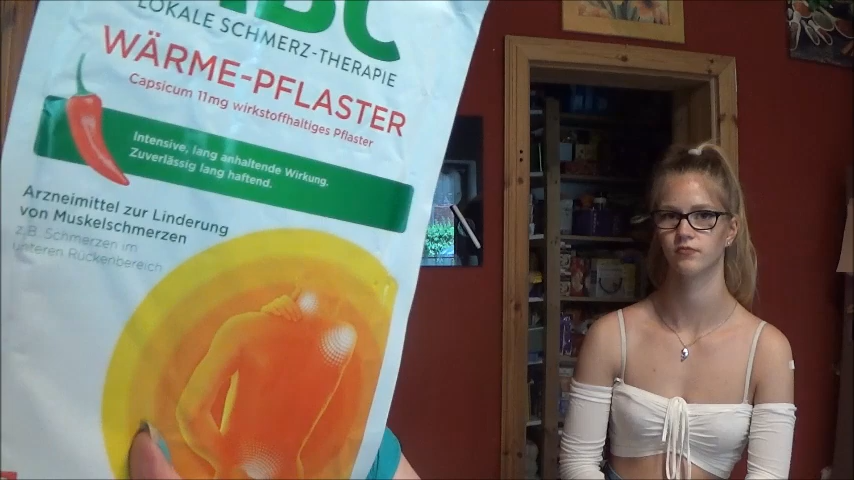 ABC
LOKALE SCHMERZ-THERAPIE
WÄRME-PFLASTER
Capsicum 11mg wirkstoffhaltiges Pflaster
Intensive, lang anhaltende Wirkung.
Zuverlässig lang haftend.
Arzneimittel zur Linderung
von Muskelschmerzen
z.B. Schmerzen im
unteren Rückenbereich